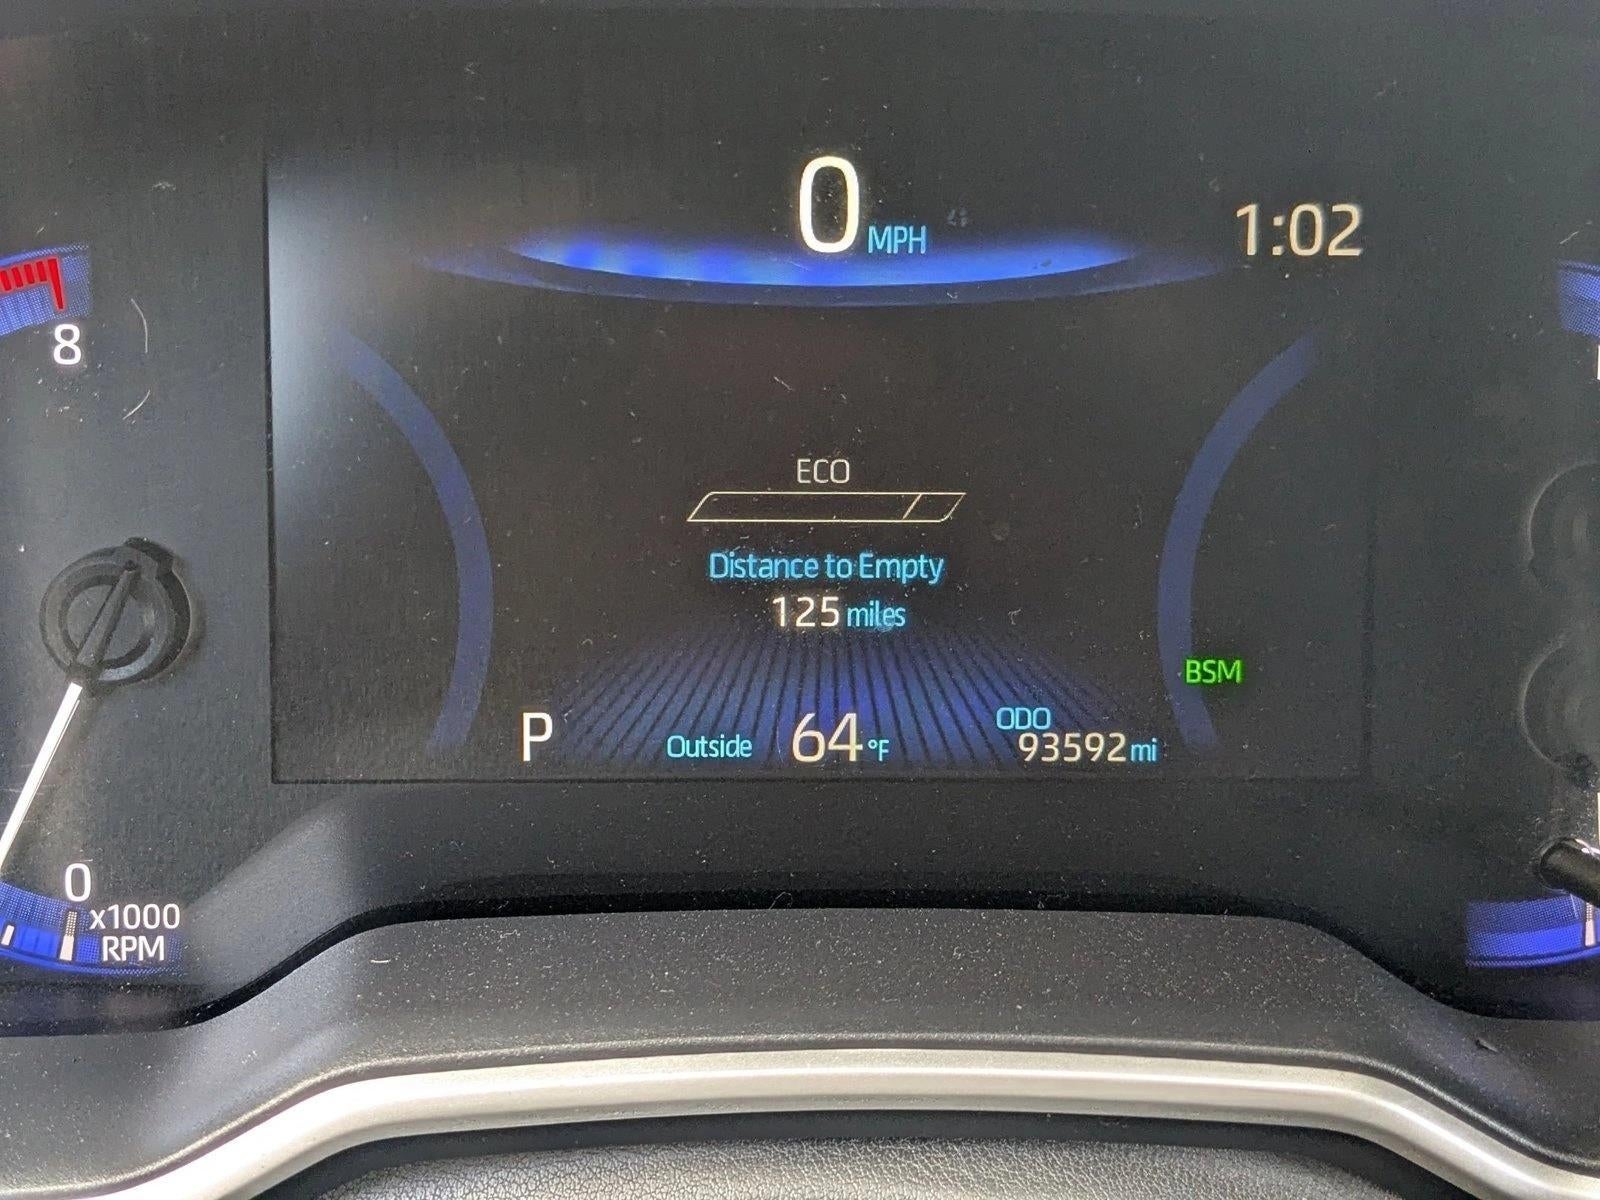 0 MPH
1:02
8
ECO
Distance to Empty
125 miles
BSM
P
Outside 64 °F
ODO
93592 mi
0
x1000
RPM